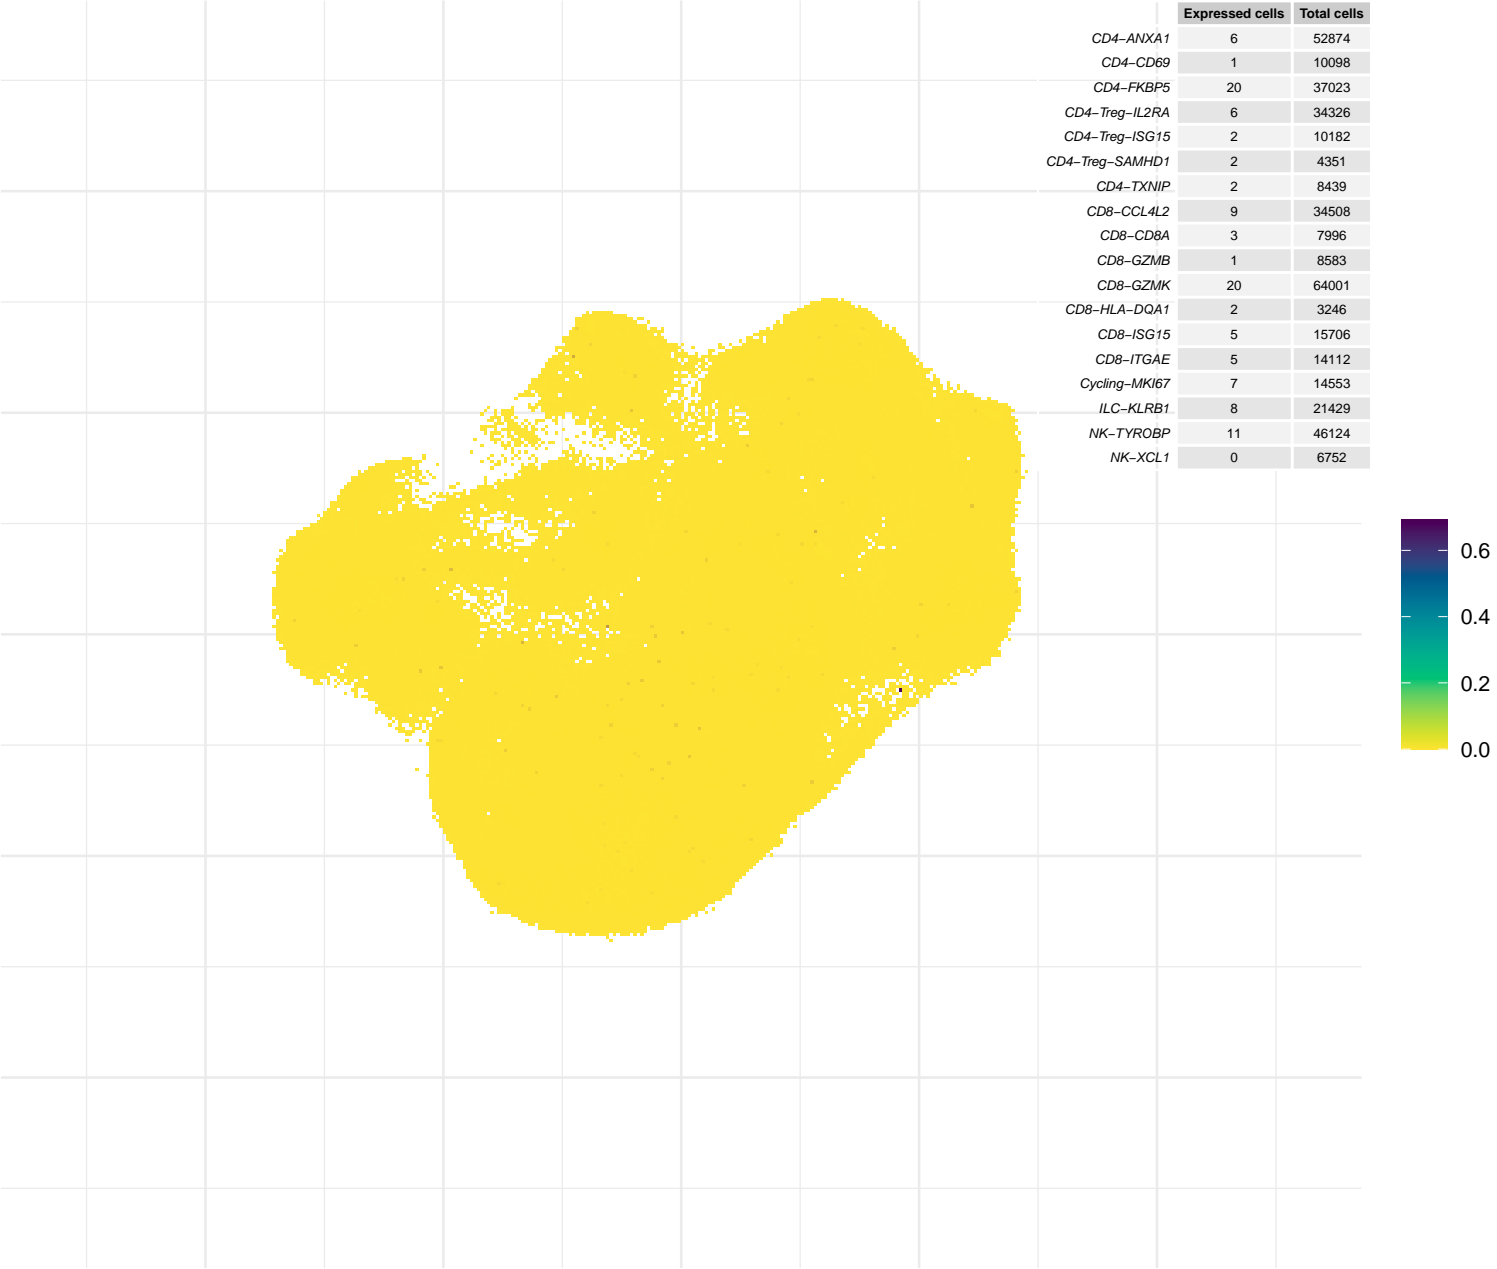 Expressed cells Total cells
CD4−ANXA1 6 52874
CD4−CD69 1 10098
CD4−FKBP5 20 37023
CD4−Treg−IL2RA 6 34326
CD4−Treg−ISG15 2 10182
CD4−Treg−SAMHD1 2 4351
CD4−TXNIP 2 8439
CD8−CCL4L2 9 34508
CD8−CD8A 3 7996
CD8−GZMB 1 8583
CD8−GZMK 20 64001
CD8−HLA−DQA1 2 3246
CD8−ISG15 5 15706
CD8−ITGAE 5 14112
Cycling−MKI67 7 14553
ILC−KLRB1 8 21429
NK−TYROBP 11 46124
NK−XCL1 0 6752
0.6
0.4
0.2
0.0